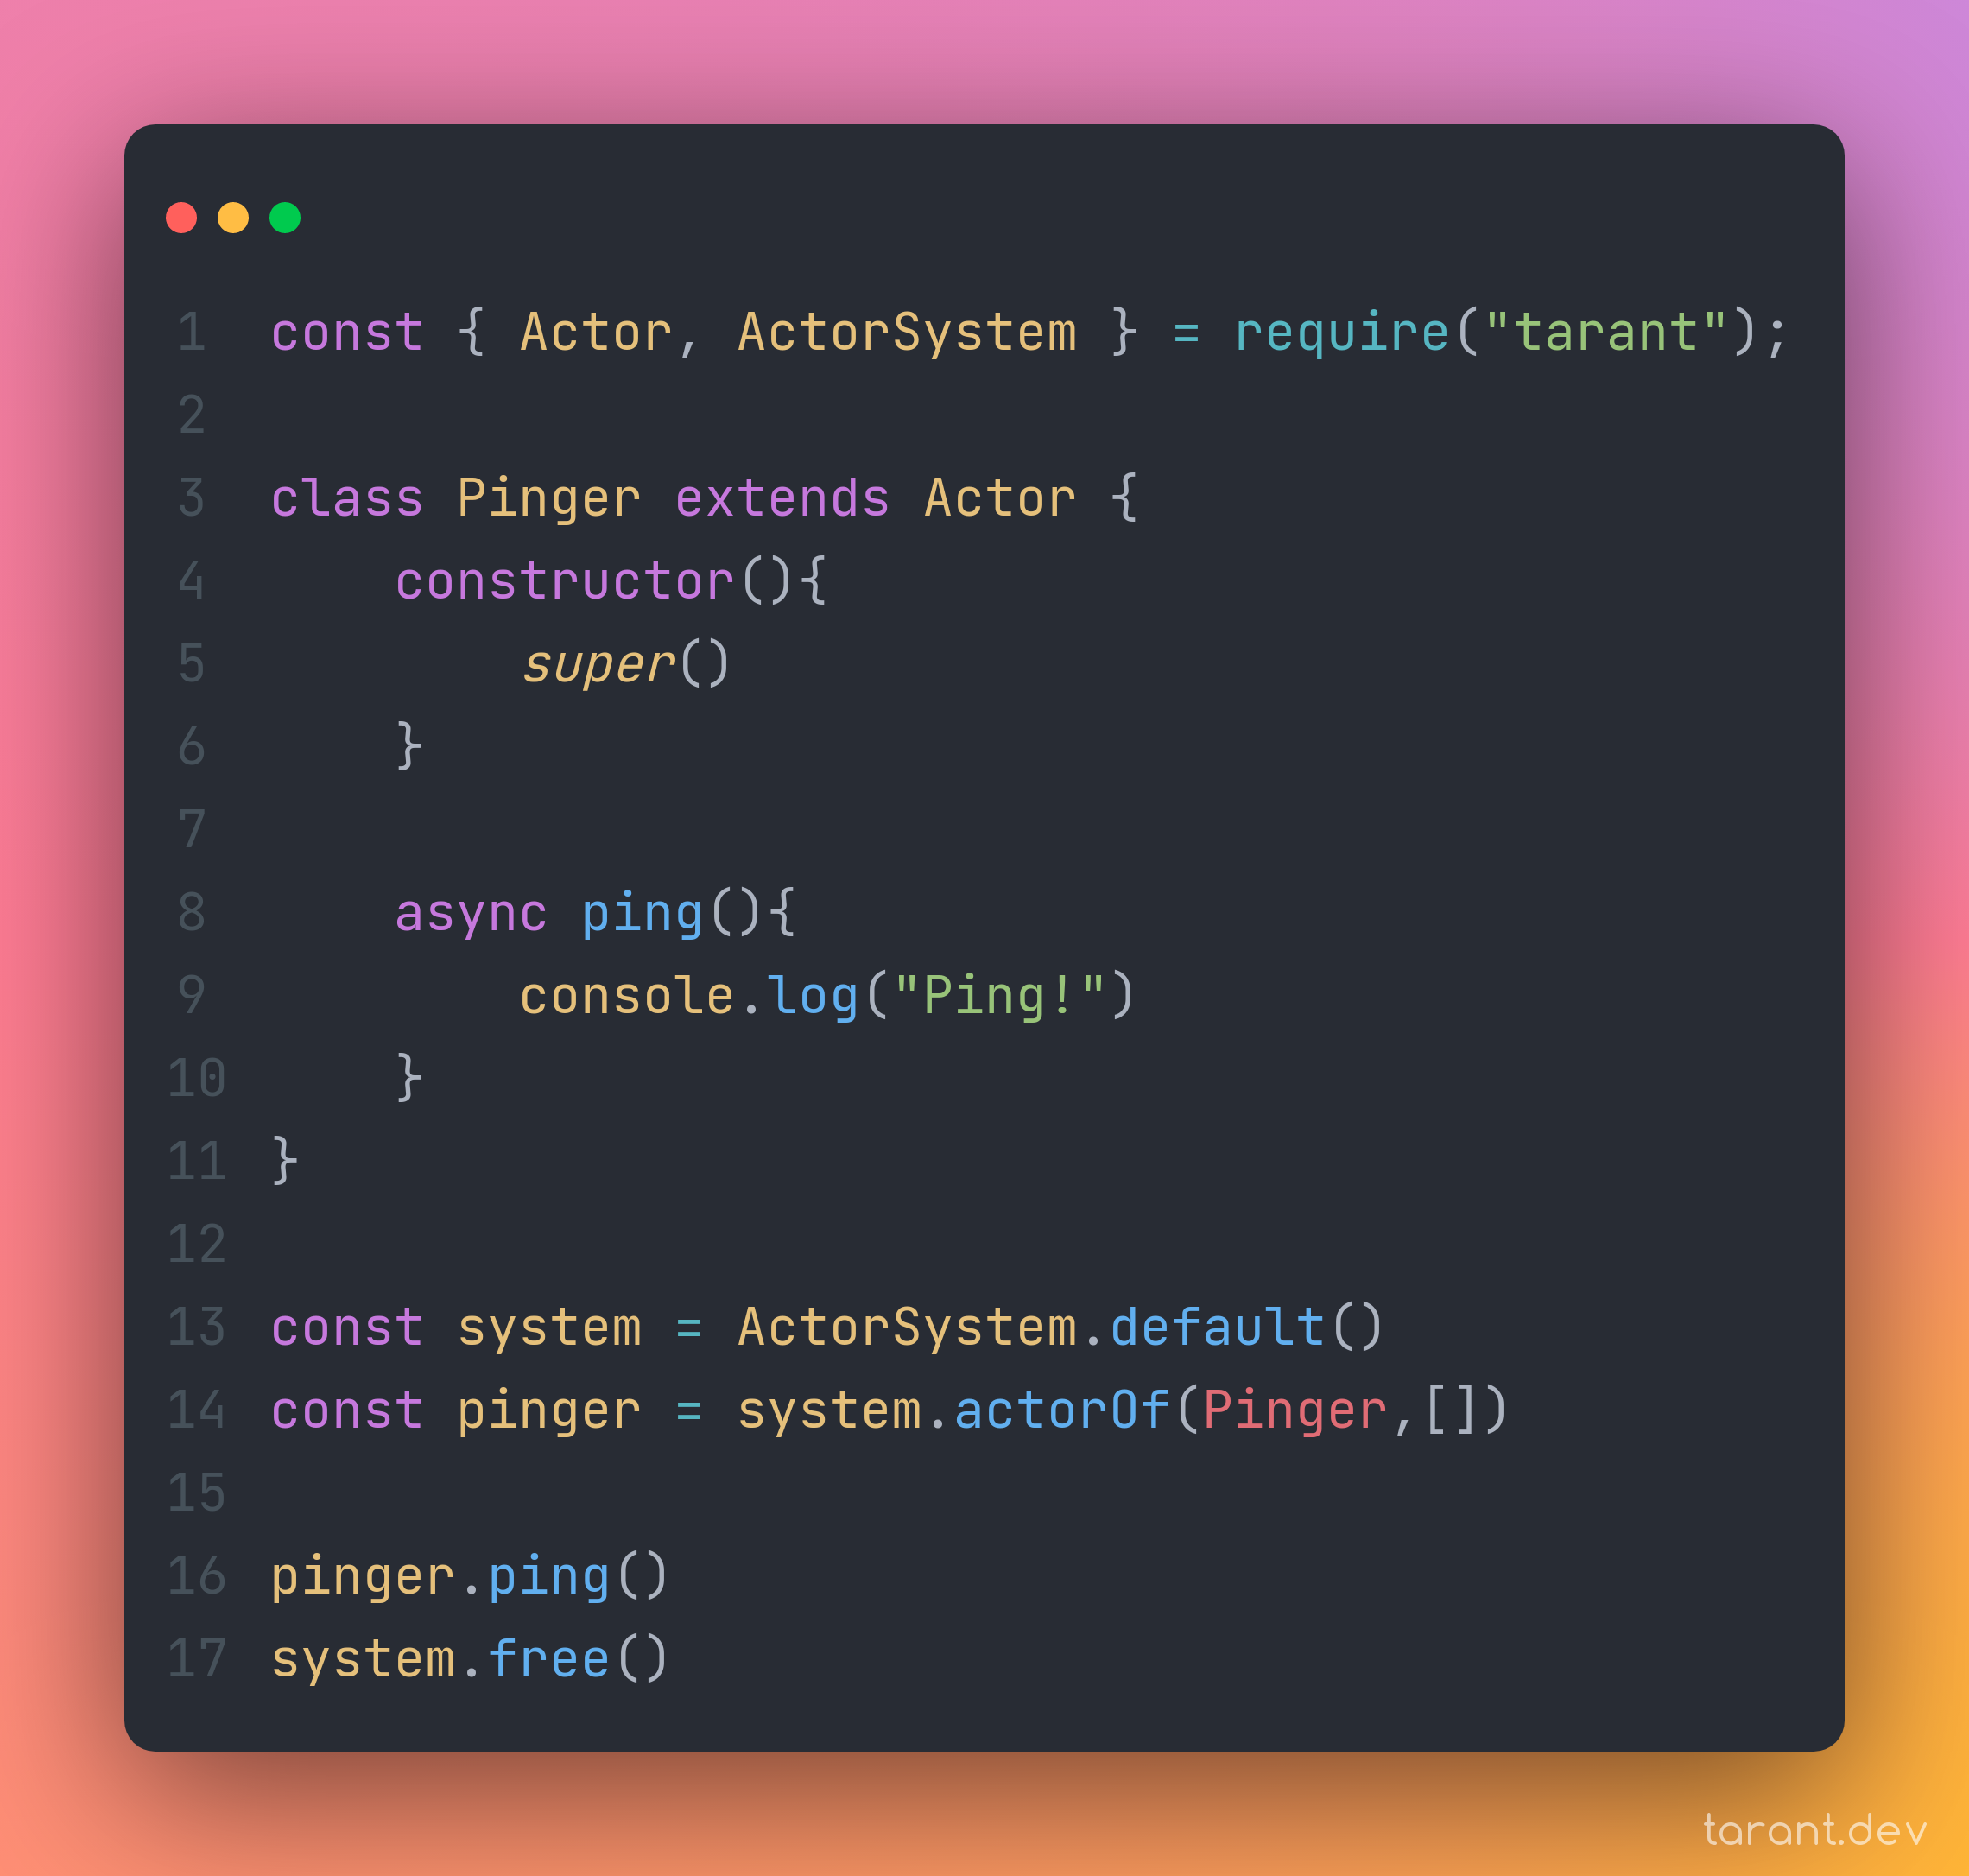 1 const { Actor, ActorSystem } = require("tarant");
2
3 class Pinger extends Actor {
4     constructor(){
5         super()
6     }
7
8     async ping(){
9         console.log("Ping!")
10     }
11 }
12
13 const system = ActorSystem.default()
14 const pinger = system.actorOf(Pinger,[])
15
16 pinger.ping()
17 system.free()
tarant.dev